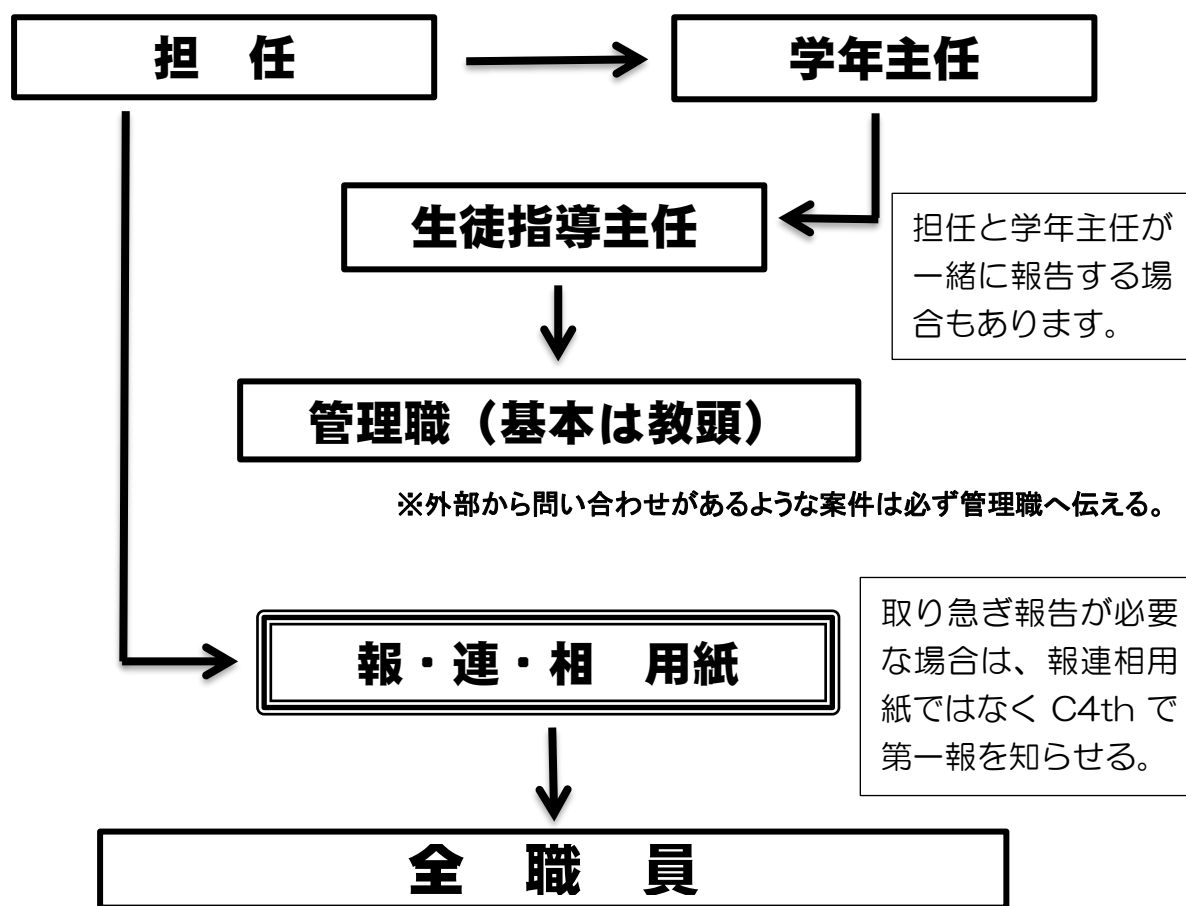 担　任
学年主任
生徒指導主任
担任と学年主任が
一緒に報告する場
合もあります。
管理職（基本は教頭）
※外部から問い合わせがあるような案件は必ず管理職へ伝える。
取り急ぎ報告が必要
な場合は、報連相用
紙ではなく C4th で
第一報を知らせる。
報・連・相　用紙
全　職　員